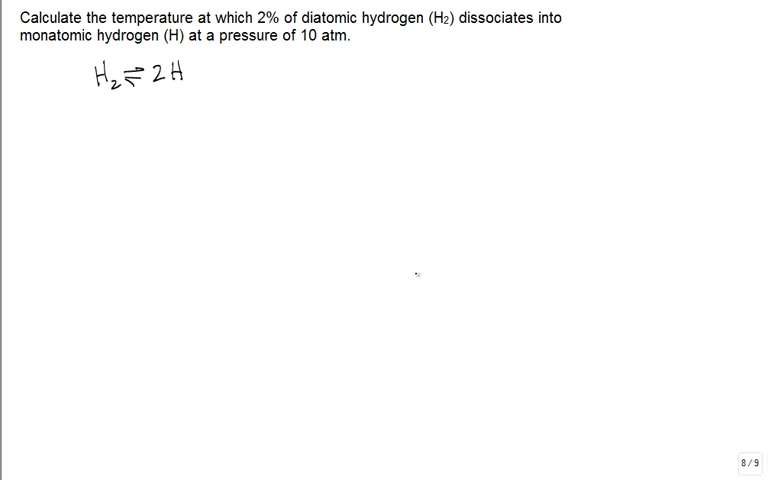 Calculate the temperature at which 2% of diatomic hydrogen (H₂) dissociates into
monatomic hydrogen (H) at a pressure of 10 atm.
H₂ ⇌ 2H
8 / 9